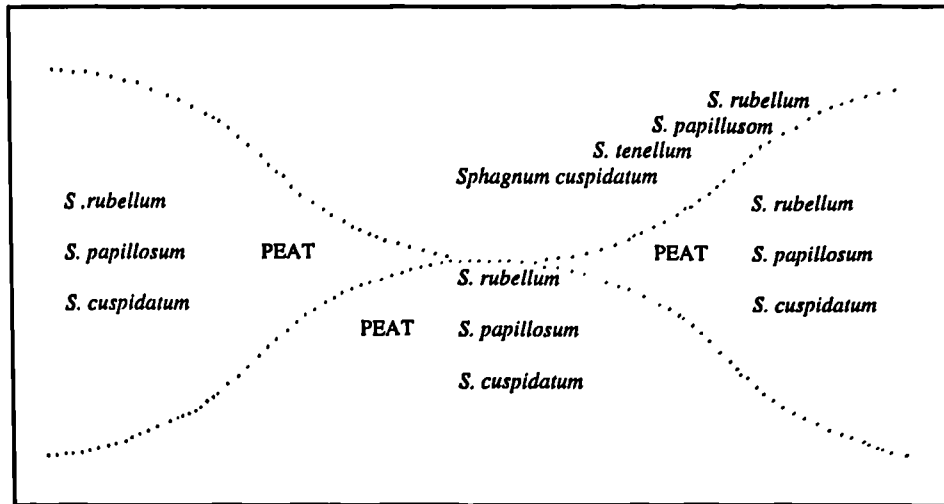 S. rubellum
S. papillusom
S. tenellum
Sphagnum cuspidatum
S .rubellum
S. papillosum
S. cuspidatum
PEAT
PEAT
S. rubellum
S. papillosum
S. cuspidatum
PEAT
S. rubellum
S. papillosum
S. cuspidatum